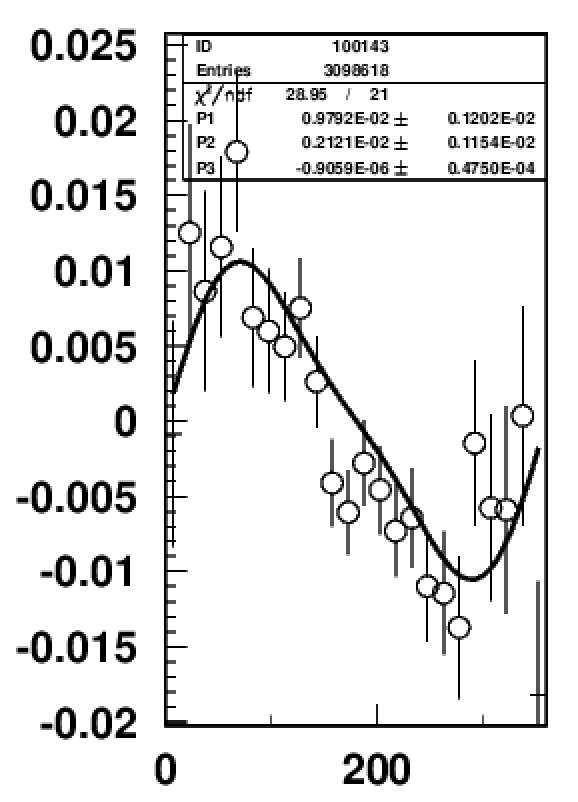 0.025
0.02
0.015
0.01
0.005
0
-0.005
-0.01
-0.015
-0.02
ID 100143
Entries 3098618
χ²/ndf 28.95 / 21
P1 0.9792E-02 ± 0.1202E-02
P2 0.2121E-02 ± 0.1154E-02
P3 -0.9059E-06 ± 0.4750E-04
0 200